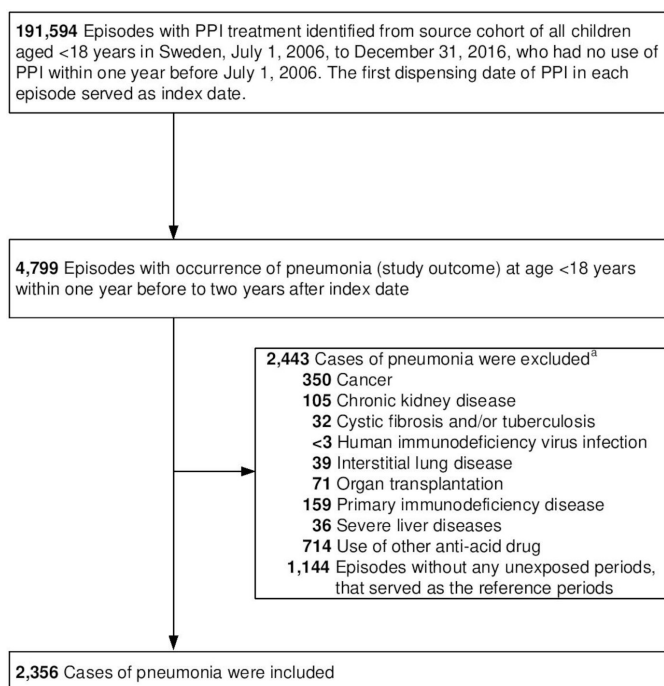 191,594 Episodes with PPI treatment identified from source cohort of all children
aged <18 years in Sweden, July 1, 2006, to December 31, 2016, who had no use of
PPI within one year before July 1, 2006. The first dispensing date of PPI in each
episode served as index date.
4,799 Episodes with occurrence of pneumonia (study outcome) at age <18 years
within one year before to two years after index date
2,443 Cases of pneumonia were excludedᵃ
350 Cancer
105 Chronic kidney disease
32 Cystic fibrosis and/or tuberculosis
<3 Human immunodeficiency virus infection
39 Interstitial lung disease
71 Organ transplantation
159 Primary immunodeficiency disease
36 Severe liver diseases
714 Use of other anti-acid drug
1,144 Episodes without any unexposed periods,
that served as the reference periods
2,356 Cases of pneumonia were included